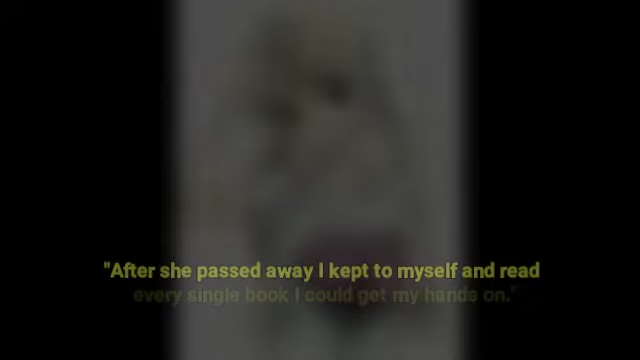 "After she passed away I kept to myself and read
every single book I could get my hands on."